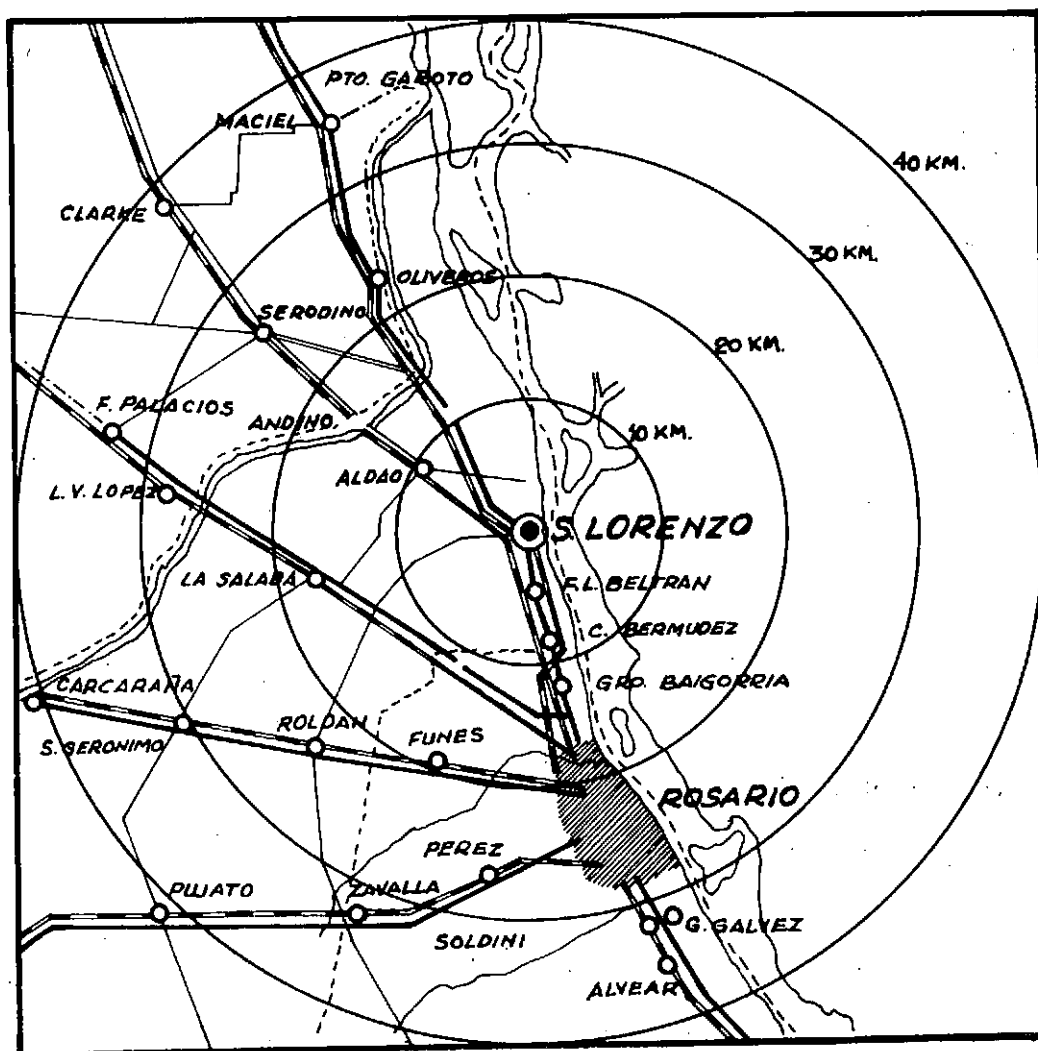 PTO. GABOTO
MACIEL
40 KM.
CLARKE
30 KM.
OLIVEROS
SERODINO
20 KM.
F. PALACIOS
ANDINO.
10 KM.
ALDAO
L. V. LOPEZ
S. LORENZO
LA SALADA
F. L. BELTRAN
C. BERMUDEZ
GRO. BAIGORRIA
CARCARAÑA
ROLDAN
FUNES
S. GERONIMO
ROSARIO
PEREZ
PUJATO
ZAVALLA
SOLDINI
G. GALVEZ
ALVEAR